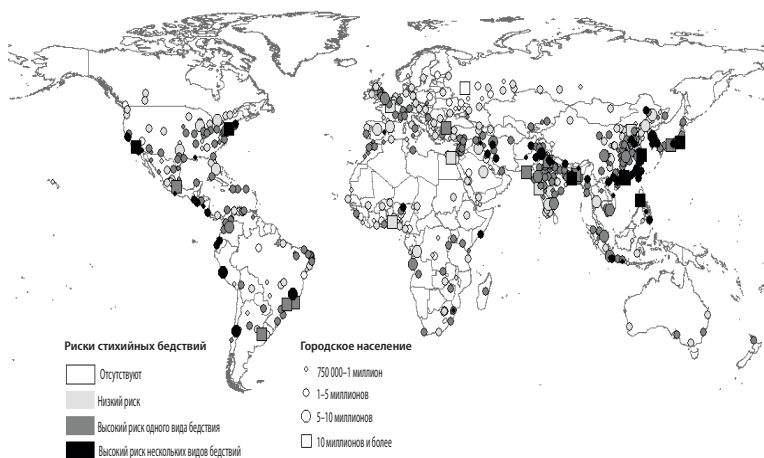 Риски стихийных бедствий
Отсутствуют
Низкий риск
Высокий риск одного вида бедствия
Высокий риск нескольких видов бедствий
Городское население
750 000–1 миллион
1–5 миллионов
5–10 миллионов
10 миллионов и более